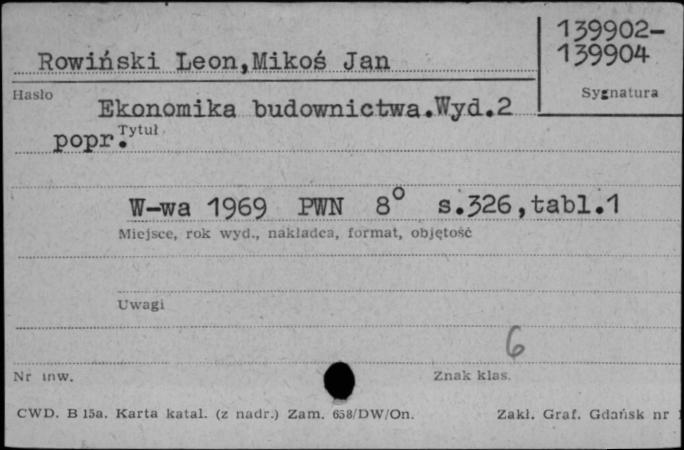 139902-
139904
Rowiński Leon,Mikoś Jan
Hasło
Sygnatura
Ekonomika budownictwa.Wyd.2
popr.
Tytuł
W-wa 1969 PWN 8° s.326,tabl.1
Miejsce, rok wyd., nakładca, format, objętość
Uwagi
6
Nr inw.
Znak klas.
CWD. B 15a. Karta katal. (z nadr.) Zam. 658/DW/On.
Zakł. Graf. Gdańsk nr